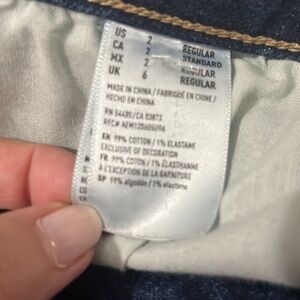 US 2 REGULAR
CA 2 STANDARD
MX 2 REGULAR
UK 6 REGULAR
MADE IN CHINA / FABRIQUÉ EN CHINE /
HECHO EN CHINA
RN 54485/CA 03873
EN 99% COTTON / 1% ELASTANE
EXCLUSIVE OF DECORATION
FR 99% COTON / 1% ÉLASTHANNE
À L'EXCEPTION DE LA GARNITURE
SP 99% algodón / 1% elastano